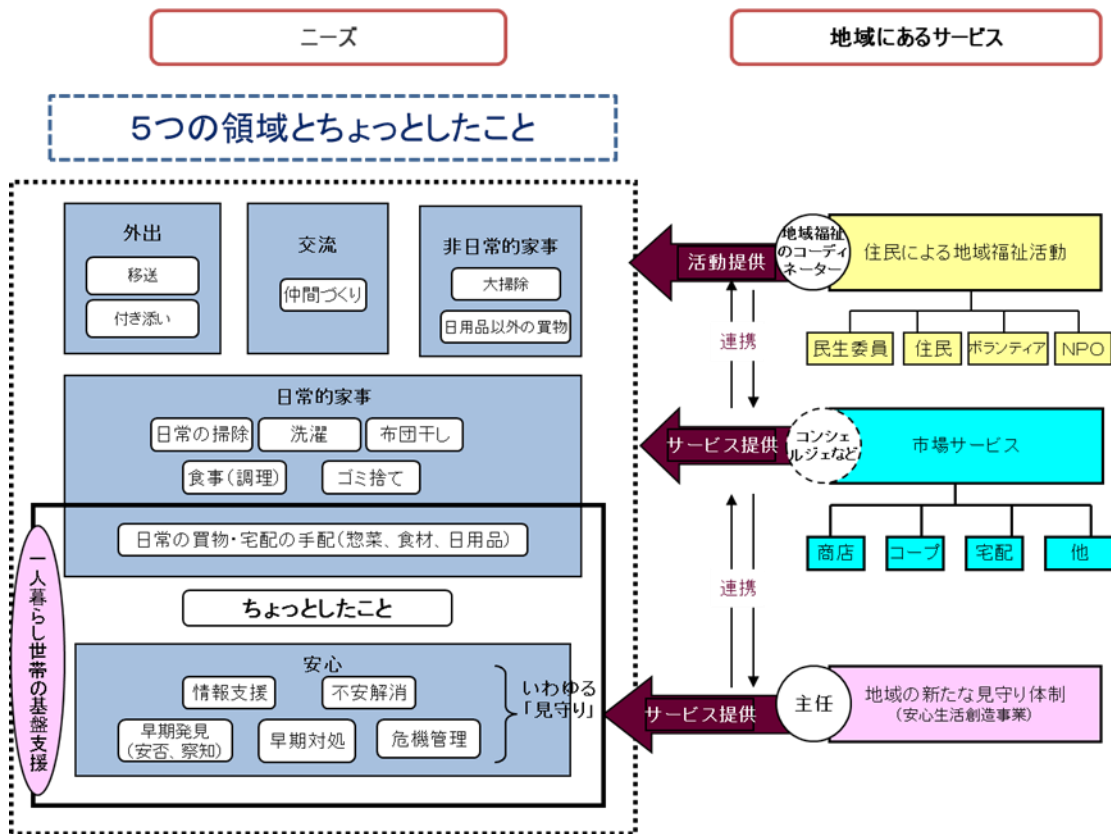 ニーズ
地域にあるサービス
5つの領域とちょっとしたこと
外出
移送
付き添い
交流
仲間づくり
非日常的家事
大掃除
日用品以外の買物
活動提供
地域福祉
のコーディ
ネーター
住民による地域福祉活動
民生委員
住民
ボランティア
NPO
連携
日常的家事
日常の掃除
洗濯
布団干し
食事(調理)
ゴミ捨て
日常の買物・宅配の手配(惣菜、食材、日用品)
サービス提供
コンシェ
ルジェなど
市場サービス
商店
コープ
宅配
他
連携
一人暮らし世帯の基盤支援
ちょっとしたこと
安心
情報支援
不安解消
早期発見
(安否、察知)
早期対処
危機管理
いわゆる
「見守り」
サービス提供
主任
地域の新たな見守り体制
(安心生活創造事業)